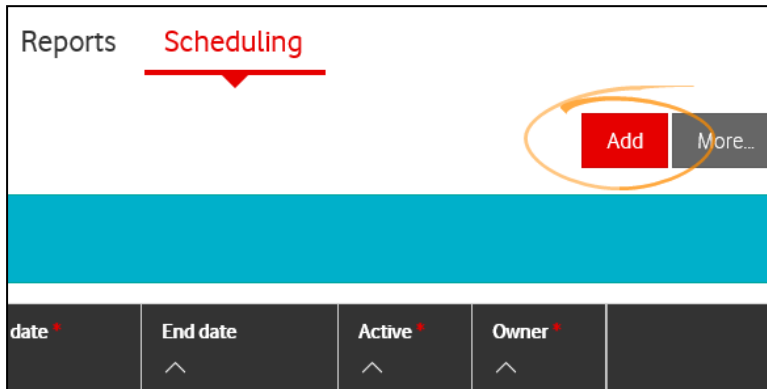 Reports Scheduling
Add More...
date * End date Active * Owner *